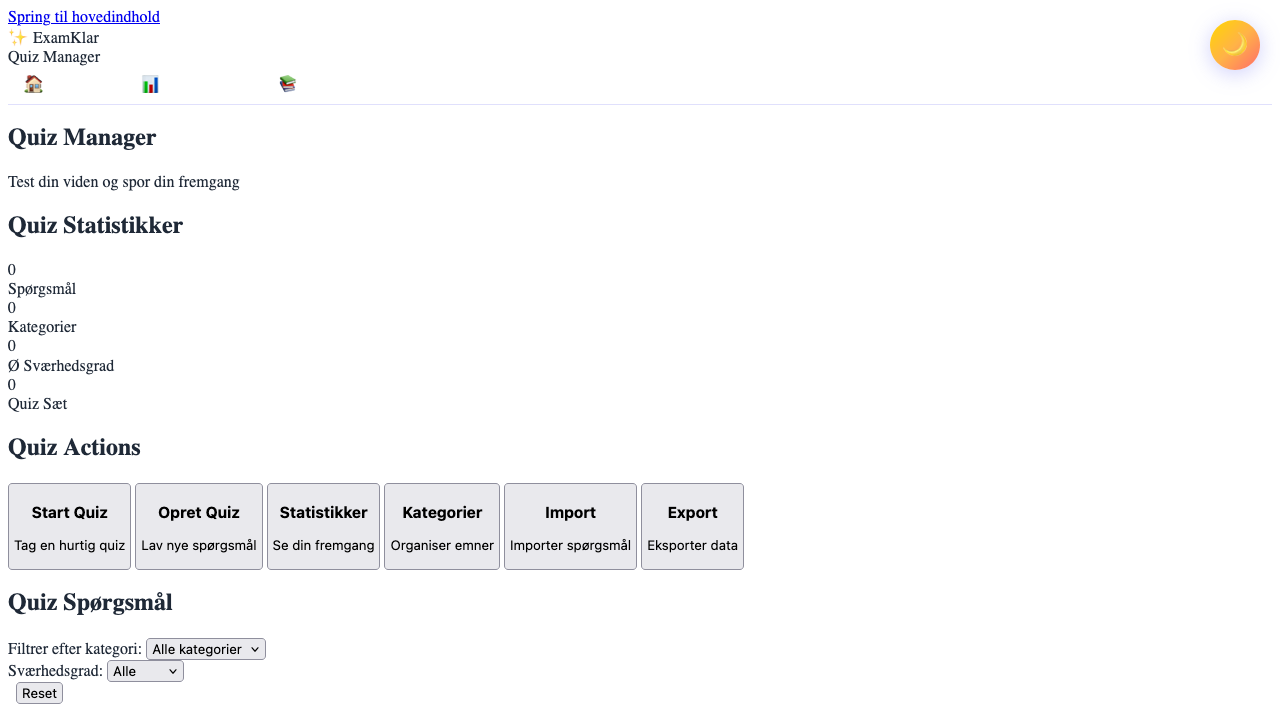 Spring til hovedindhold
✨ ExamKlar
Quiz Manager
Quiz Manager
Test din viden og spor din fremgang
Quiz Statistikker
0
Spørgsmål
0
Kategorier
0
Ø Sværhedsgrad
0
Quiz Sæt
Quiz Actions
Start Quiz
Tag en hurtig quiz
Opret Quiz
Lav nye spørgsmål
Statistikker
Se din fremgang
Kategorier
Organiser emner
Import
Importer spørgsmål
Export
Eksporter data
Quiz Spørgsmål
Filtrer efter kategori: Alle kategorier
Sværhedsgrad: Alle
Reset